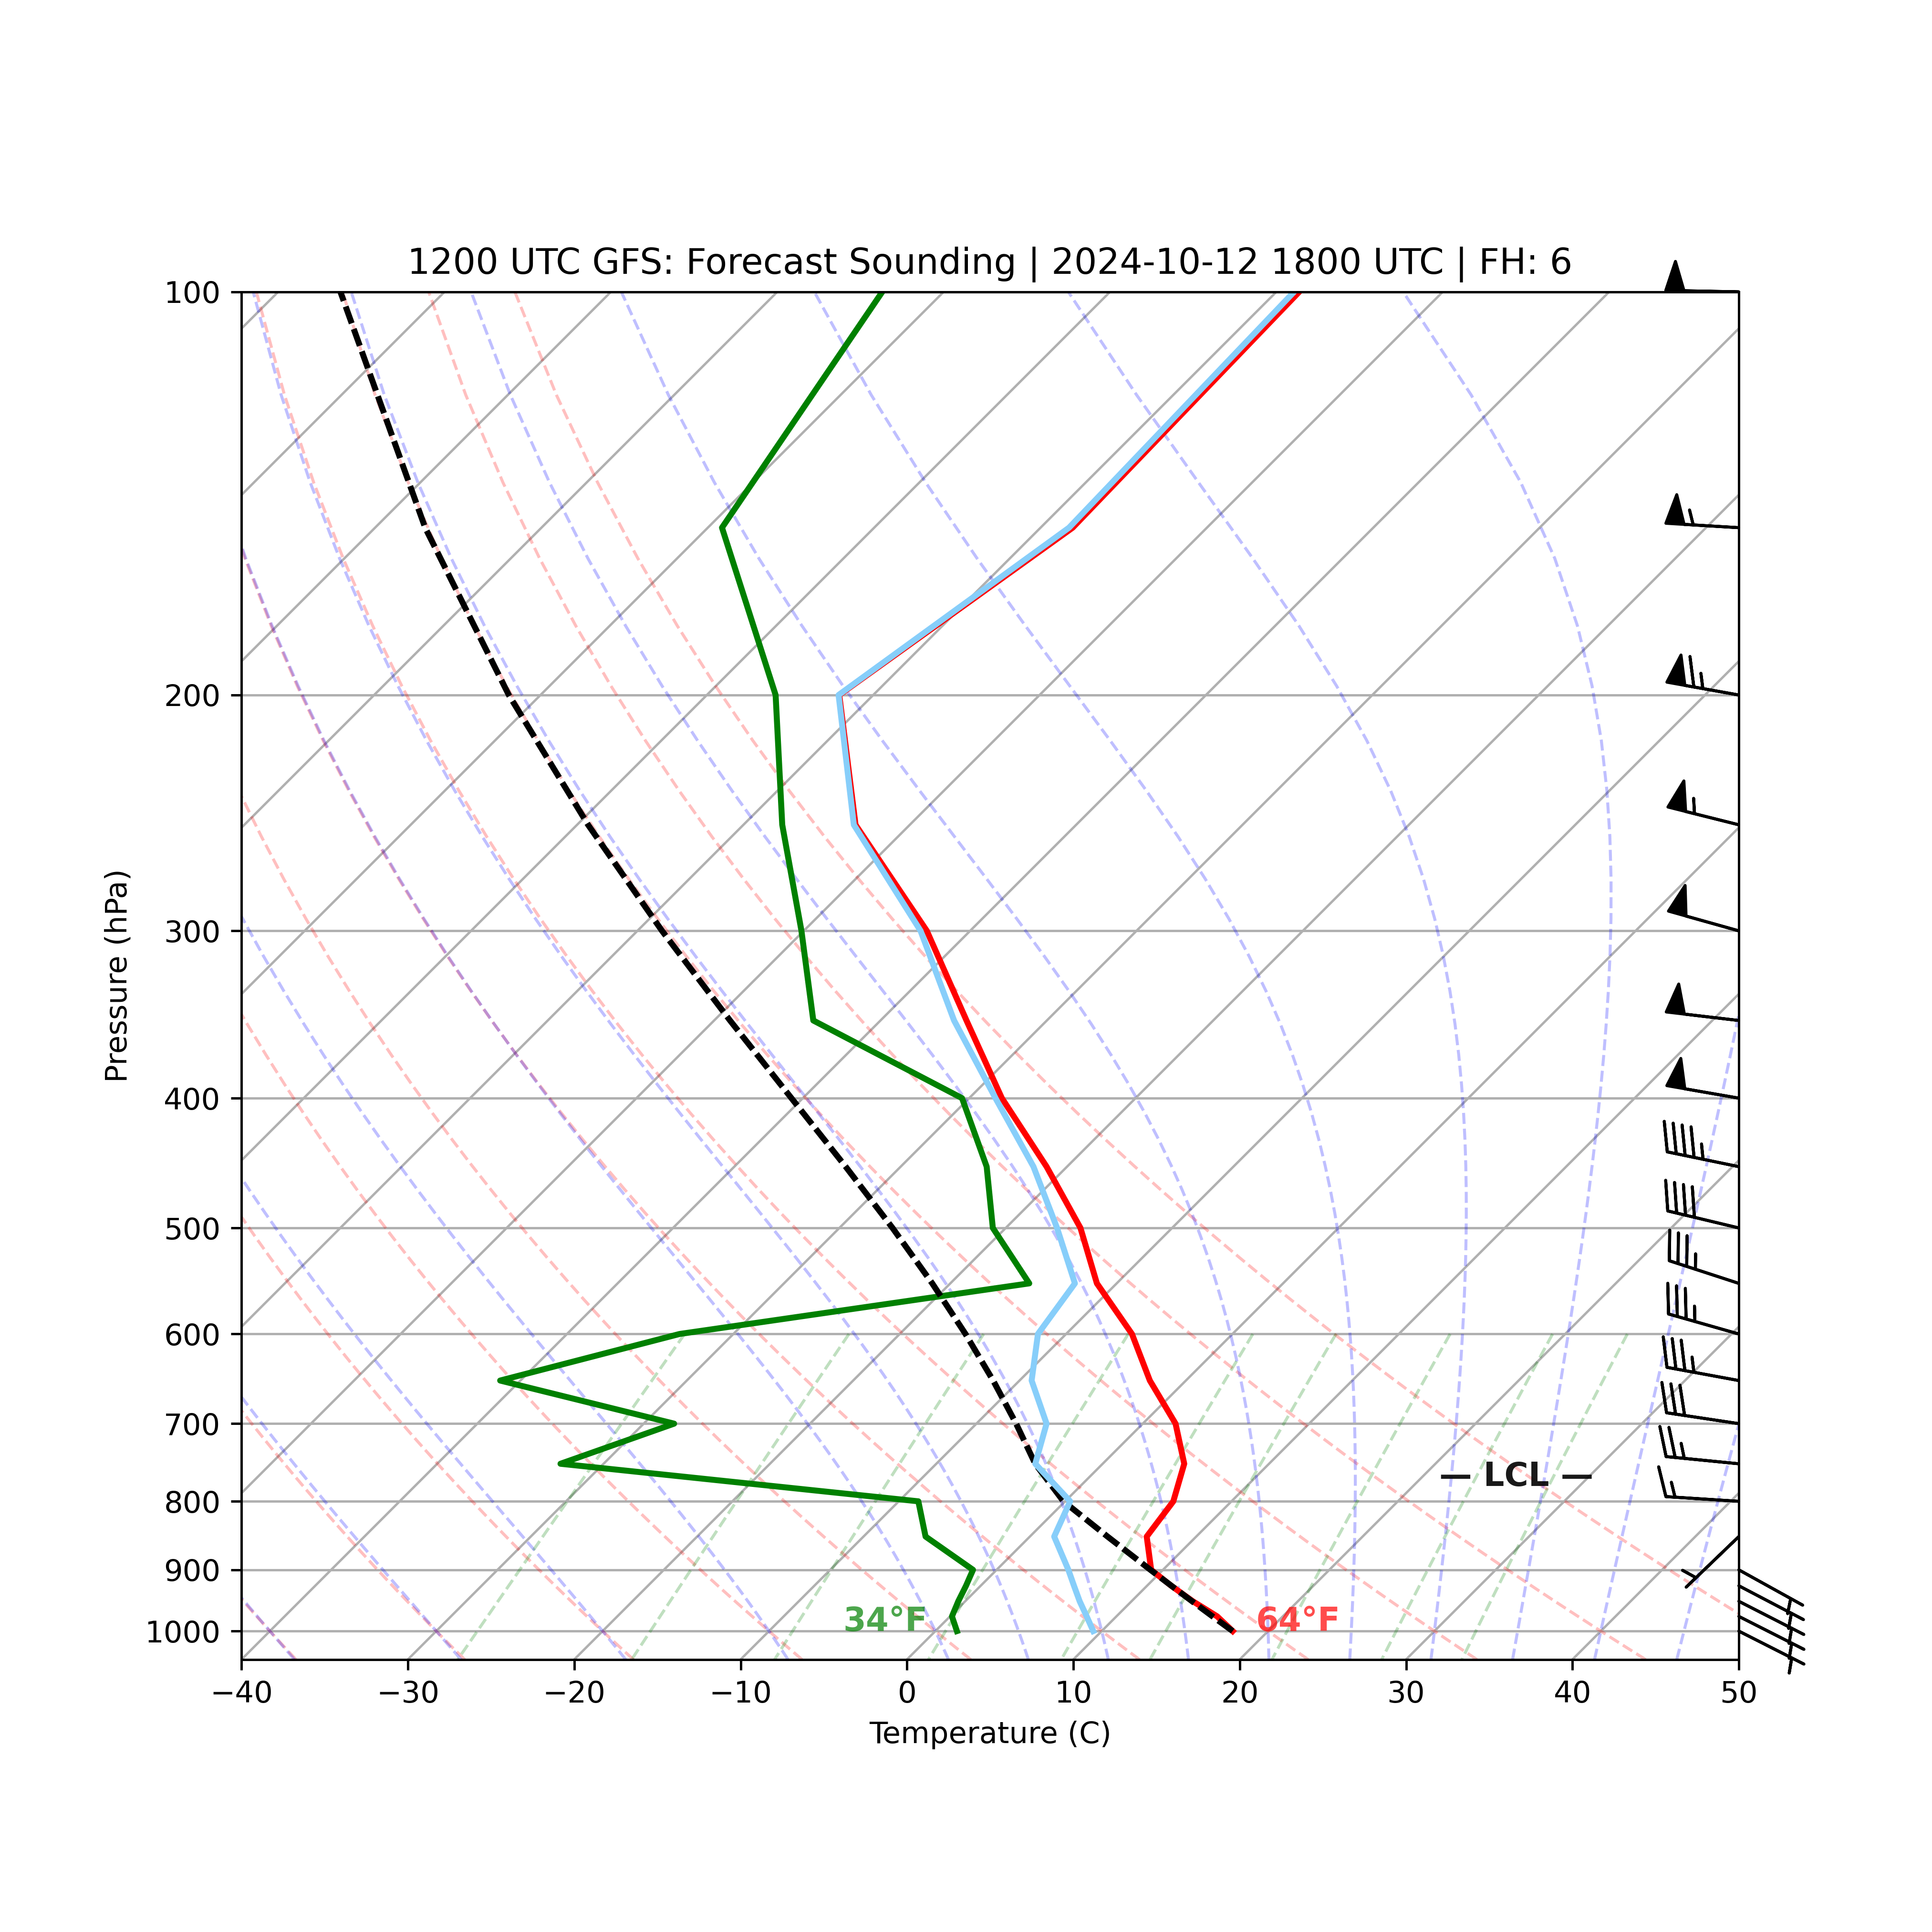 1200 UTC GFS: Forecast Sounding | 2024-10-12 1800 UTC | FH: 6
100
200
300
400
500
600
700
800
900
1000
Pressure (hPa)
— LCL —
34°F
64°F
−40 −30 −20 −10 0 10 20 30 40 50
Temperature (C)